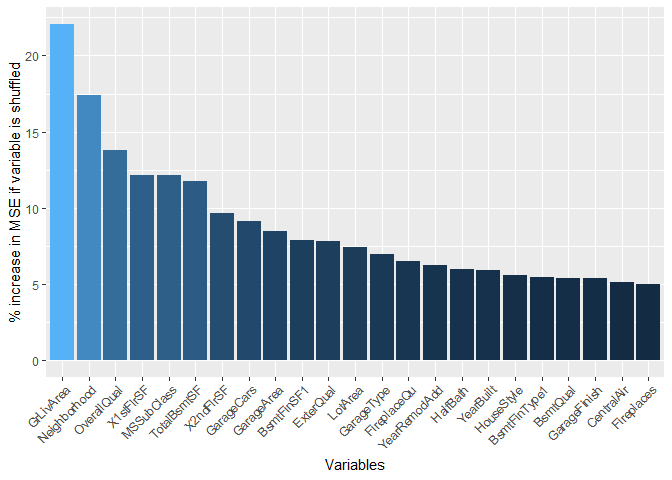 % increase in MSE if variable is shuffled
20
15
10
5
0
GrLivArea
Neighborhood
OverallQual
X1stFlrSF
MSSubClass
TotalBsmtSF
X2ndFlrSF
GarageCars
GarageArea
BsmtFinSF1
ExterQual
LotArea
GarageType
FireplaceQu
YearRemodAdd
HalfBath
YearBuilt
HouseStyle
BsmtFinType1
BsmtQual
GarageFinish
CentralAir
Fireplaces
Variables